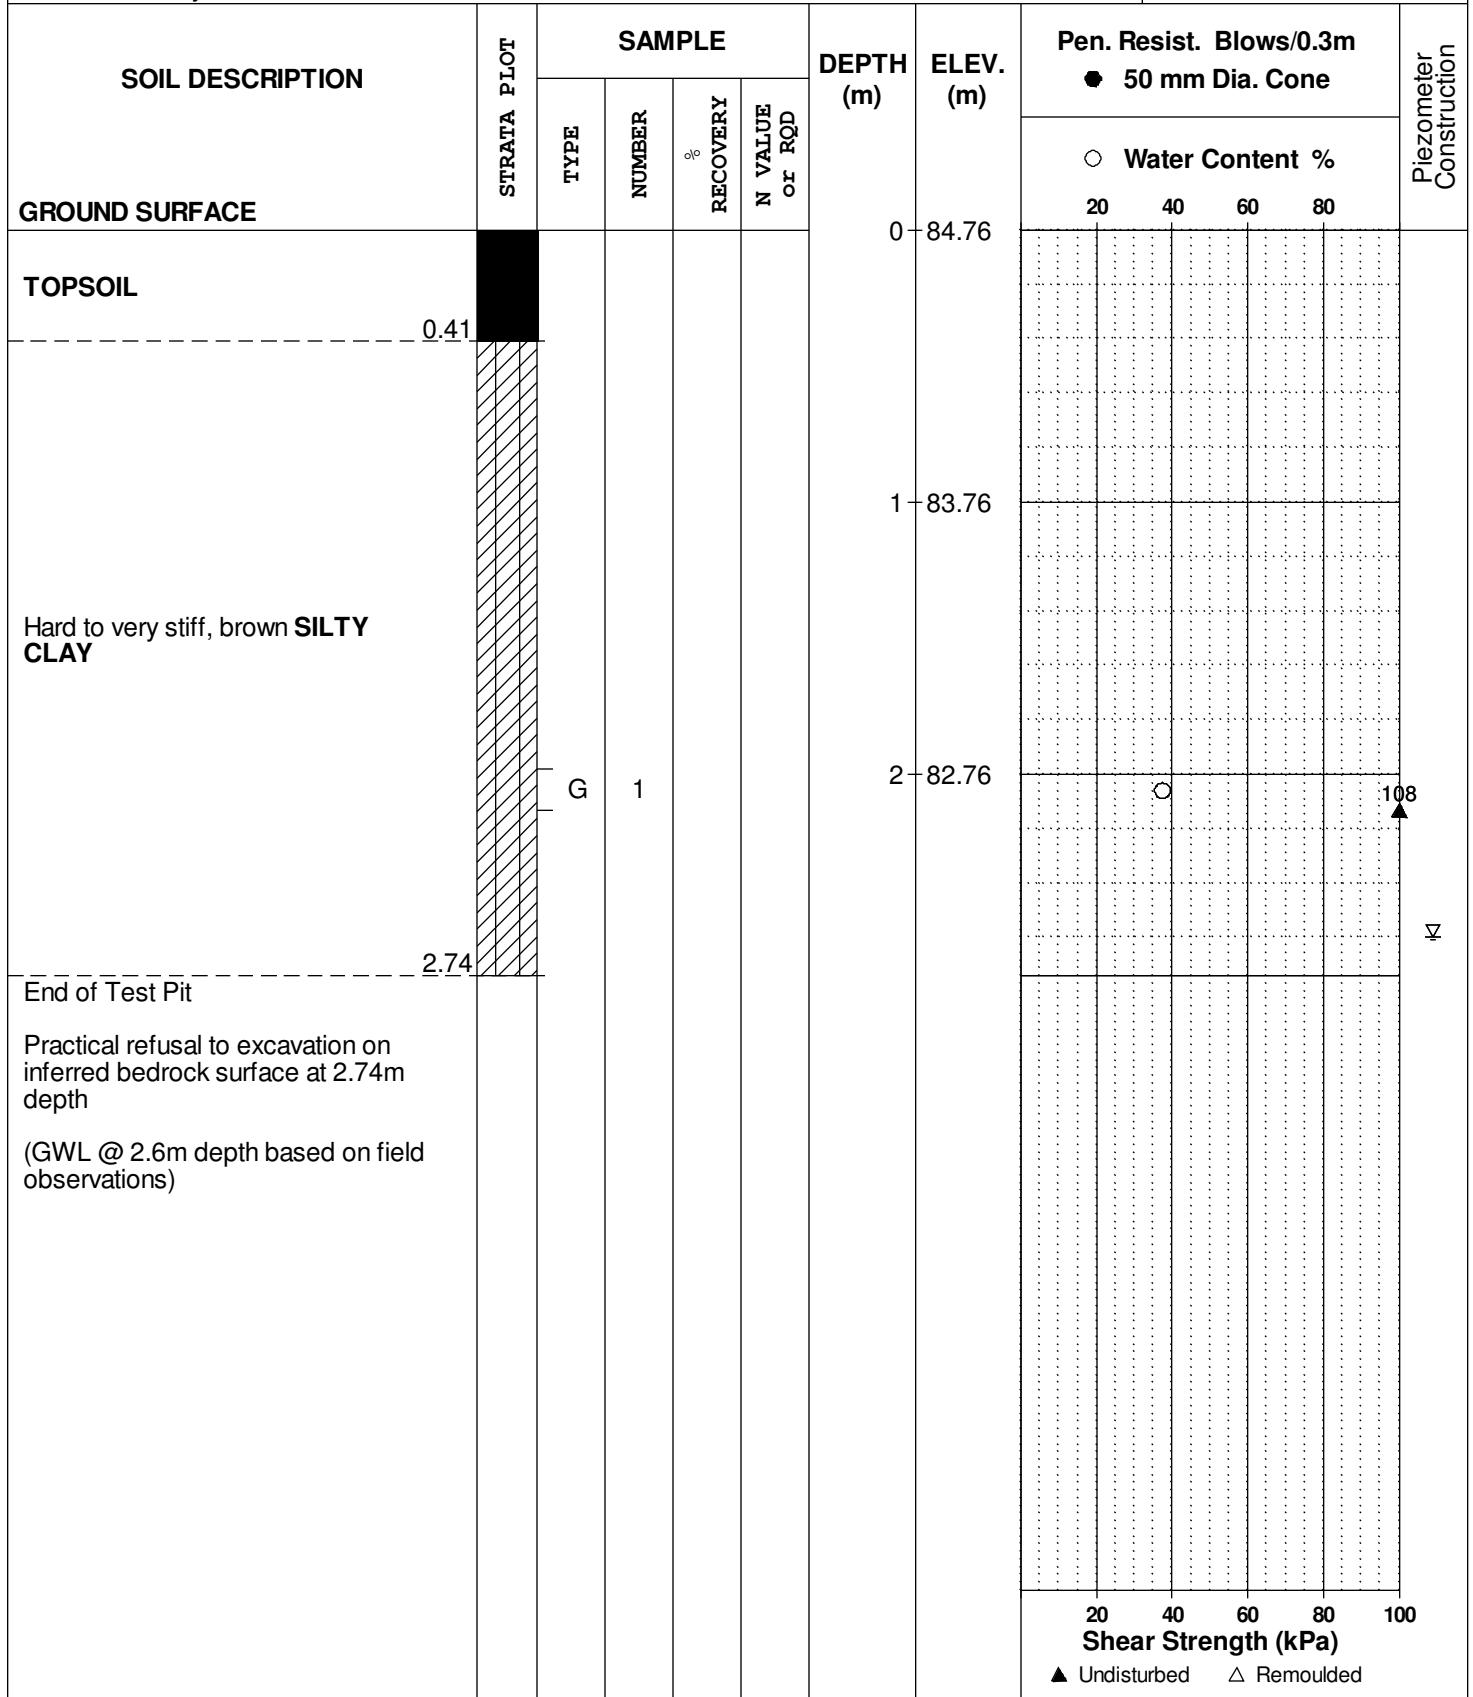 SOIL DESCRIPTION
GROUND SURFACE
STRATA PLOT
SAMPLE
TYPE
NUMBER
%
RECOVERY
N VALUE
or RQD
DEPTH
(m)
ELEV.
(m)
Pen. Resist. Blows/0.3m
● 50 mm Dia. Cone
○ Water Content %
20 40 60 80
Piezometer
Construction
0 84.76
TOPSOIL
0.41
1 83.76
Hard to very stiff, brown SILTY
CLAY
G 1
2 82.76
108
2.74
End of Test Pit
Practical refusal to excavation on
inferred bedrock surface at 2.74m
depth
(GWL @ 2.6m depth based on field
observations)
20 40 60 80 100
Shear Strength (kPa)
▲ Undisturbed △ Remoulded